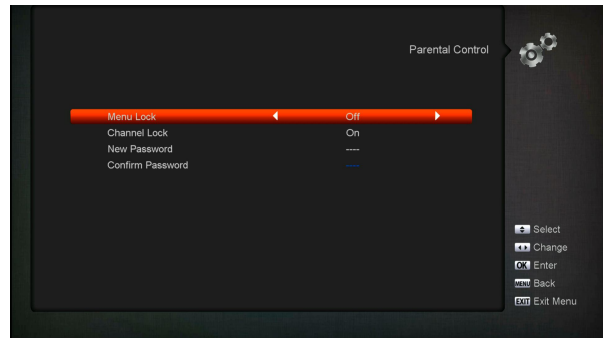 Parental Control
Menu Lock Off
Channel Lock On
New Password ----
Confirm Password ----
Select
Change
OK Enter
MENU Back
EXIT Exit Menu